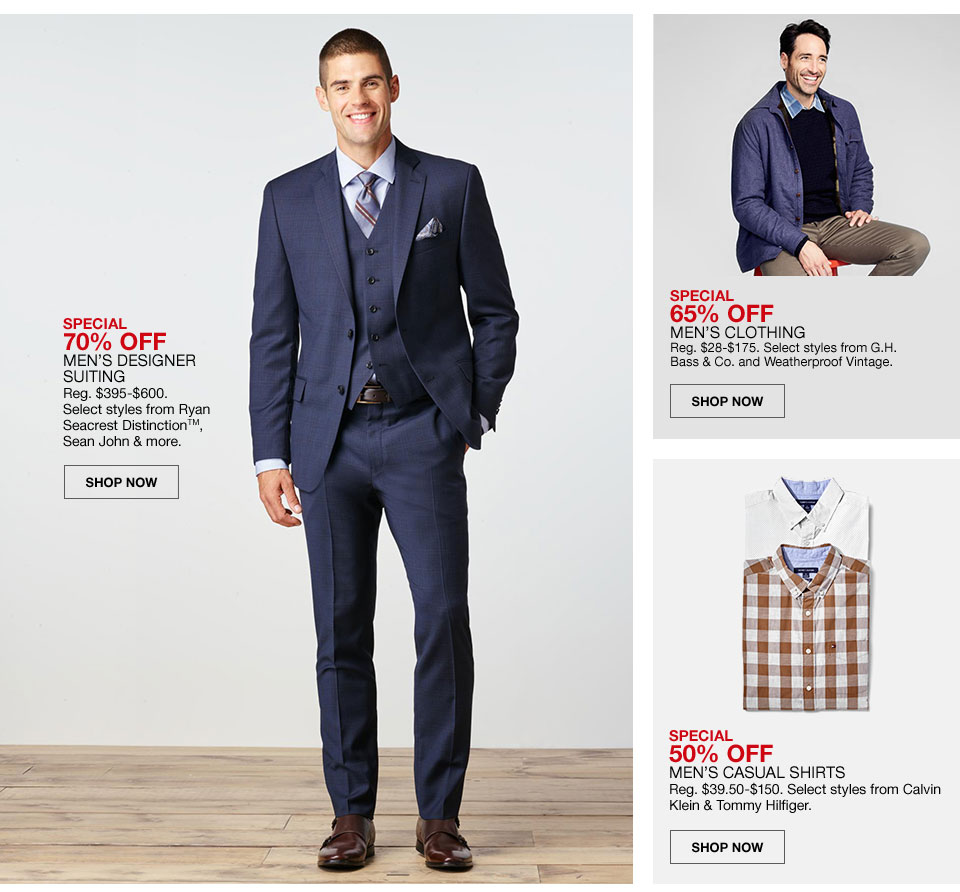 SPECIAL
70% OFF
MEN'S DESIGNER
SUITING
Reg. $395-$600.
Select styles from Ryan
Seacrest Distinction™,
Sean John & more.
SHOP NOW
SPECIAL
65% OFF
MEN'S CLOTHING
Reg. $28-$175. Select styles from G.H.
Bass & Co. and Weatherproof Vintage.
SHOP NOW
SPECIAL
50% OFF
MEN'S CASUAL SHIRTS
Reg. $39.50-$150. Select styles from Calvin
Klein & Tommy Hilfiger.
SHOP NOW